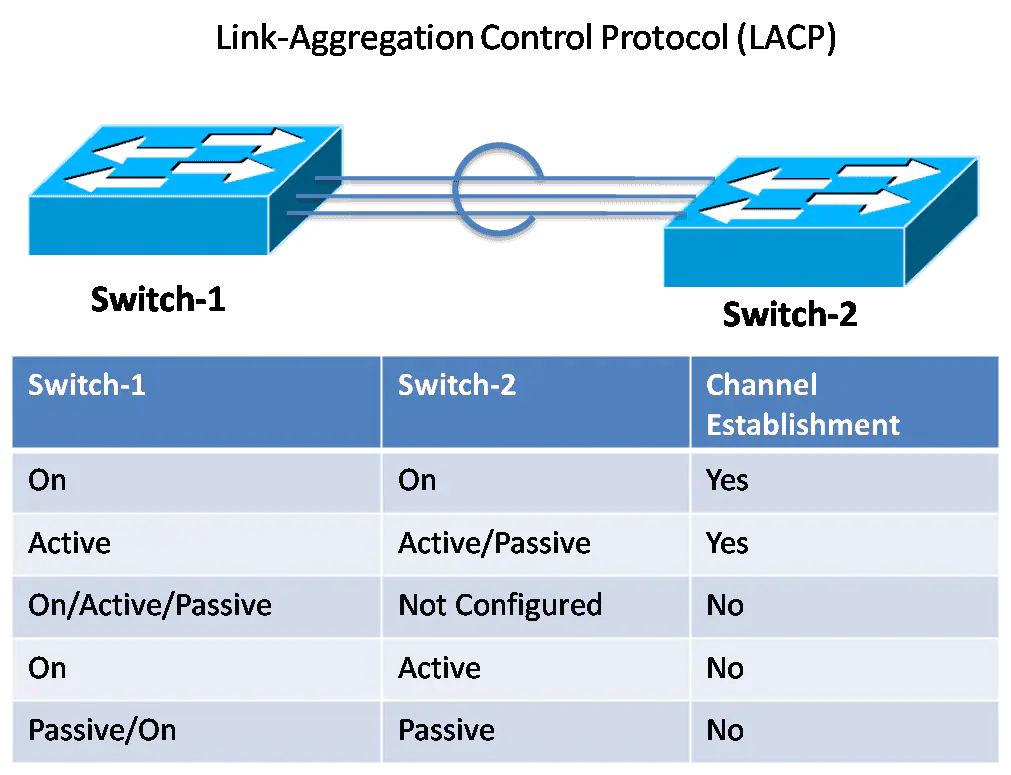 Link-Aggregation Control Protocol (LACP)
Switch-1
Switch-2
Switch-1 Switch-2 Channel
Establishment
On On Yes
Active Active/Passive Yes
On/Active/Passive Not Configured No
On Active No
Passive/On Passive No